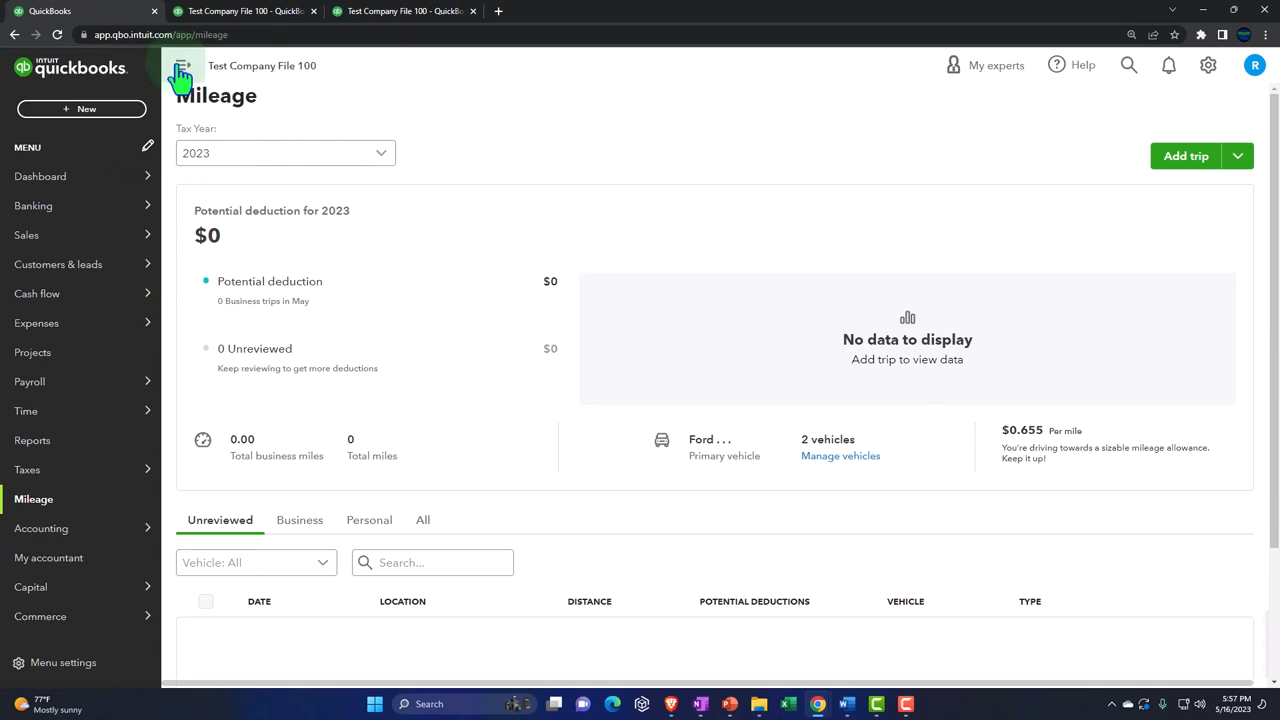 QuickBooks
Test Company File 100 - QuickBo
Test Company File 100 - QuickBo
app.qbo.intuit.com/app/mileage
INTUIT
quickbooks.
Test Company File 100
My experts
Help
R
+ New
Mileage
Tax Year:
2023
Add trip
MENU
Dashboard
Banking
Sales
Customers & leads
Cash flow
Expenses
Projects
Payroll
Time
Reports
Taxes
Mileage
Accounting
My accountant
Capital
Commerce
Menu settings
Potential deduction for 2023
$0
Potential deduction
$0
0 Business trips in May
0 Unreviewed
$0
Keep reviewing to get more deductions
No data to display
Add trip to view data
0.00
Total business miles
0
Total miles
Ford . . .
Primary vehicle
2 vehicles
Manage vehicles
$0.655 Per mile
You're driving towards a sizable mileage allowance.
Keep it up!
Unreviewed Business Personal All
Vehicle: All
Search...
DATE LOCATION DISTANCE POTENTIAL DEDUCTIONS VEHICLE TYPE
77°F
Mostly sunny
Search
5:57 PM
5/16/2023